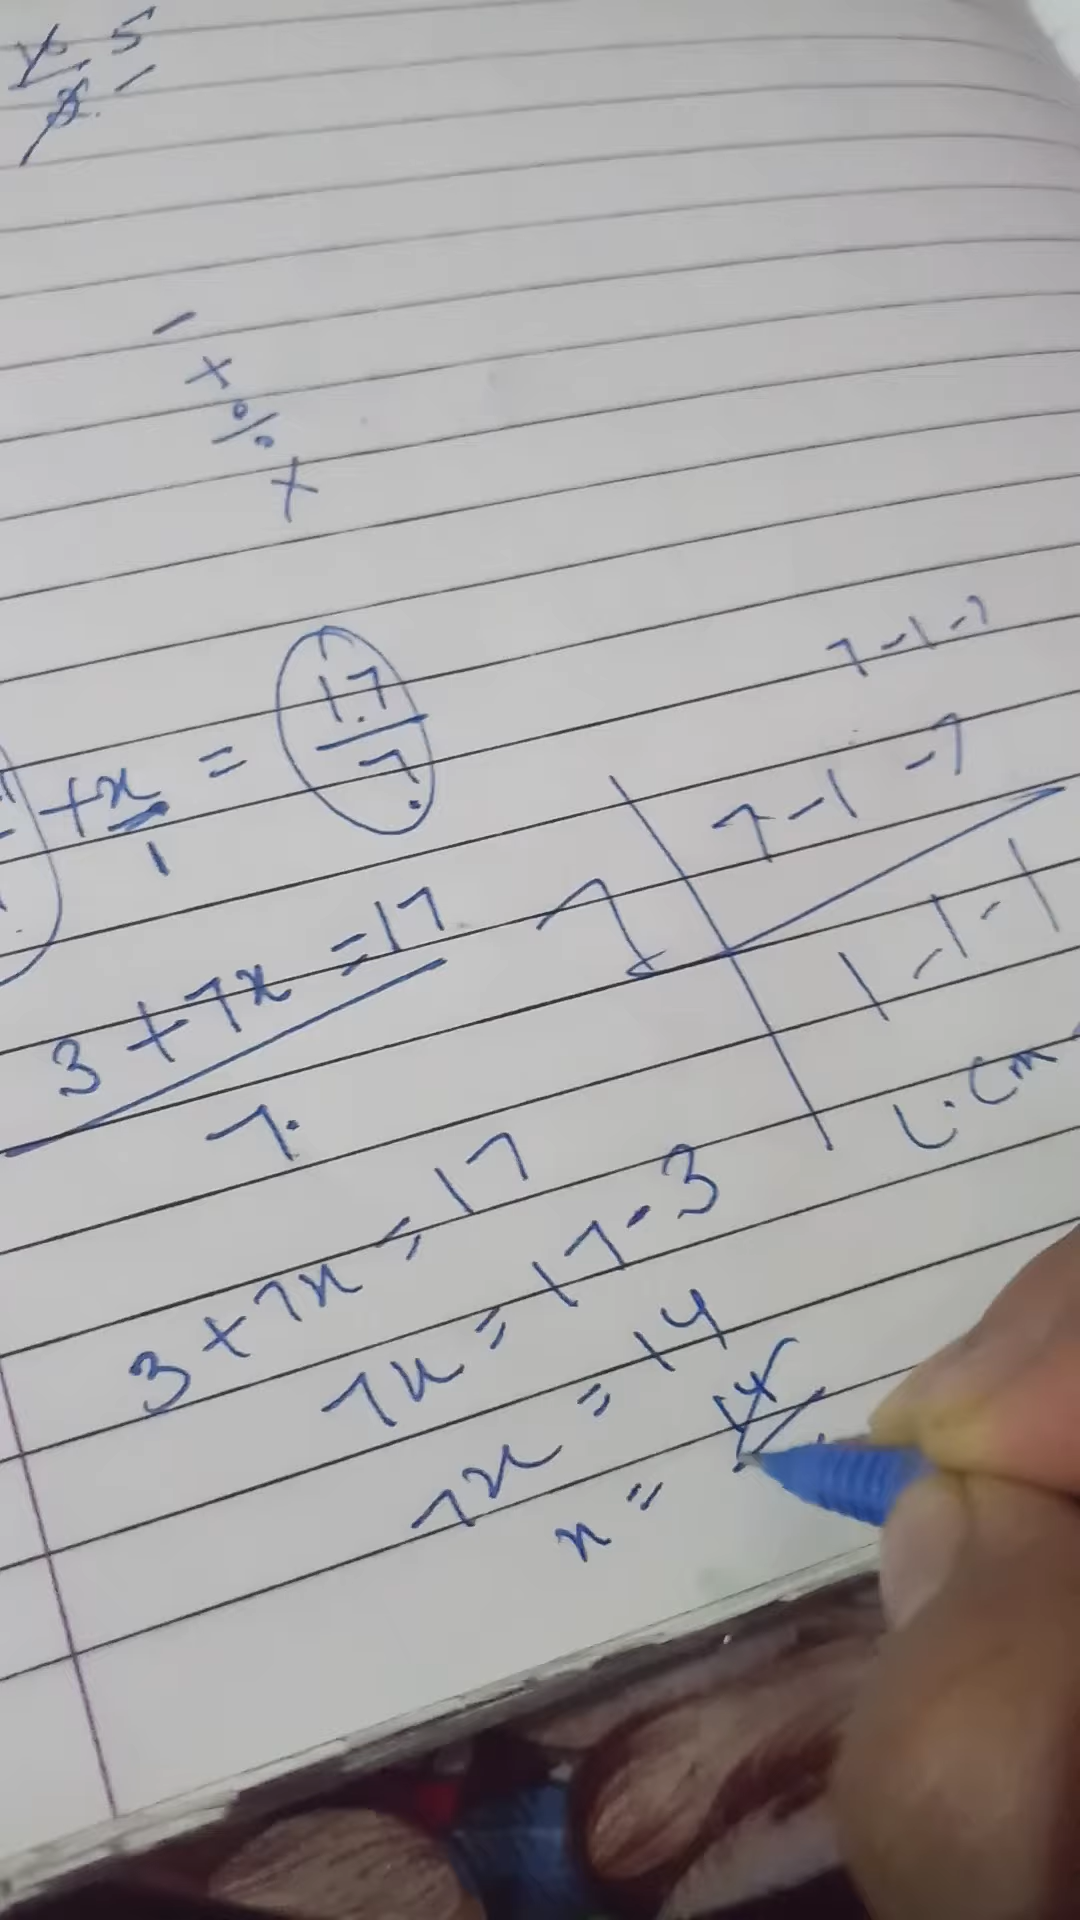 5
-
×
÷
+
+x/1 = 17/7
7-1-7
7-1-7
7
1-1-1
L.Cm
3+7x=17
7
3+7x=17
7x=17-3
7x=14
x=14